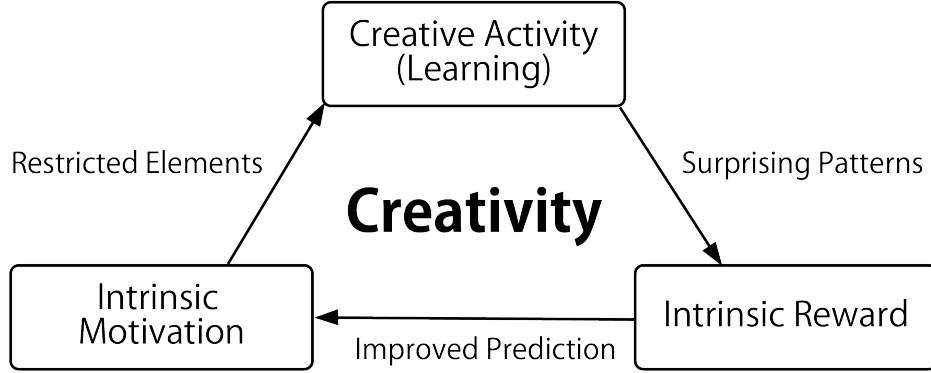 Creative Activity
(Learning)
Restricted Elements
Surprising Patterns
Creativity
Intrinsic
Motivation
Intrinsic Reward
Improved Prediction